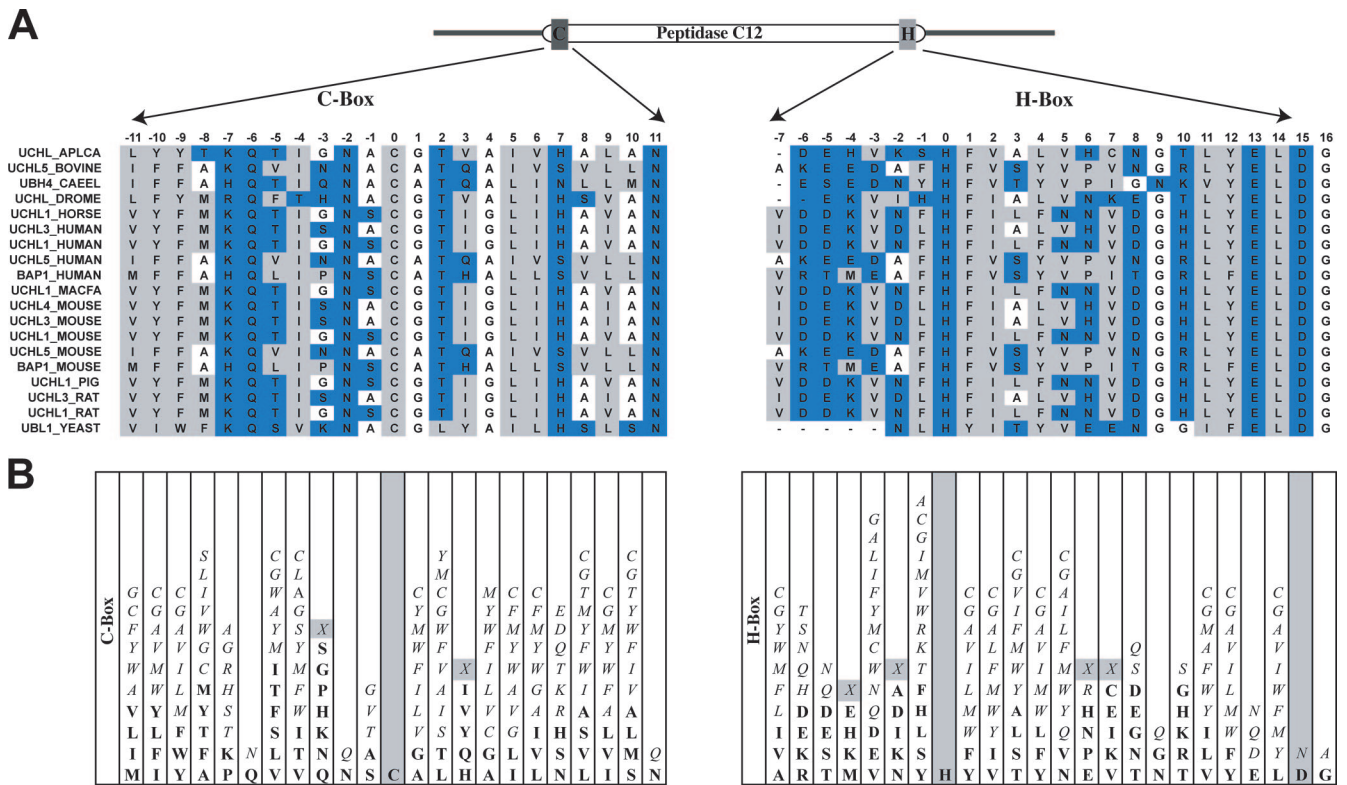 A
C Peptidase C12 H
C-Box H-Box
-11 -10 -9 -8 -7 -6 -5 -4 -3 -2 -1 0 1 2 3 4 5 6 7 8 9 10 11 -7 -6 -5 -4 -3 -2 -1 0 1 2 3 4 5 6 7 8 9 10 11 12 13 14 15 16
UCHL_APLCA L Y Y T K Q T I G N A C G T V A I V H A L A N - D E H V K S H F V A L V H C N G T L Y E L D G
UCHL5_BOVINE I F F A K Q V I N N A C A T Q A I V S V L L N A K E E D A F H F V S Y V P V N G R L Y E L D G
UBH4_CAEEL I F F A H Q T I Q N A C A T Q A L I N L L M N - E S E D N Y H F V T Y V P I G N K V Y E L D G
UCHL_DROME L F Y M R Q F T H N A C G T V A L I H S V A N - - E K V I H H F I A L V N K E G T L Y E L D G
UCHL1_HORSE V Y F M K Q T I G N S C G T I G L I H A V A N V D D K V N F H F I L F N N V D G H L Y E L D G
UCHL3_HUMAN V Y F M K Q T I S N A C G T I G L I H A I A N I D E K V D L H F I A L V H V D G H L Y E L D G
UCHL1_HUMAN V Y F M K Q T I G N S C G T I G L I H A V A N V D D K V N F H F I L F N N V D G H L Y E L D G
UCHL5_HUMAN I F F A K Q V I N N A C A T Q A I V S V L L N A K E E D A F H F V S Y V P V N G R L Y E L D G
BAP1_HUMAN M F F A H Q L I P N S C A T H A L L S V L L N V R T M E A F H F V S Y V P I T G R L F E L D G
UCHL1_MACFA V Y F M K Q T I G N S C G T I G L I H A V A N V D D K V N F H F I L F N N V D G H L Y E L D G
UCHL4_MOUSE V Y F M K Q T I S N A C G T I G L I H A I A N I D E K V D L H F I A L V H V D G H L Y E L D G
UCHL3_MOUSE V Y F M K Q T I S N A C G T I G L I H A I A N I D E K V D L H F I A L V H V D G H L Y E L D G
UCHL1_MOUSE V Y F M K Q T I G N S C G T I G L I H A V A N V D D K V N F H F I L F N N V D G H L Y E L D G
UCHL5_MOUSE I F F A K Q V I N N A C A T Q A I V S V L L N A K E E D A F H F V S Y V P V N G R L Y E L D G
BAP1_MOUSE M F F A H Q L I P N S C A T H A L L S V L L N V R T M E A F H F V S Y V P I T G R L F E L D G
UCHL1_PIG V Y F M K Q T I G N S C G T I G L I H A V A N V D D K V N F H F I L F N N V D G H L Y E L D G
UCHL3_RAT V Y F M K Q T I S N A C G T I G L I H A I A N I D E K V D L H F I A L V H V D G H L Y E L D G
UCHL1_RAT V Y F M K Q T I G N S C G T I G L I H A V A N V D D K V N F H F I L F N N V D G H L Y E L D G
UBL1_YEAST V I W F K Q S V K N A C G L Y A I L H S L S N - - - - - N L H Y I T Y V E E N G G I F E L D G
B
C-Box
M I L V A W Y F C G
I F L Y W M V A G C
Y W F M L I V A G C
A F T Y M C G W V I L S
P K T S H R G A
Q N
V L S F T I M Y A W G C
V T I W F M Y S G A L C
Q N K H P G S X
N Q
S A T V G
C
A G V L I F W M Y C
L T S I A V F W G C M Y
H Q Y V I X
A G C V L I F W Y M
I L G V A W Y M F C
L V I A G W Y M F C
N S H R K T Q D E
L V S A I W F Y M T G C
I V L S A F W Y M G C
S M L A V I F W Y T G C
N Q
H-Box
A V I L F M W Y G C
R K E D H Q N S T
T S E D Q N
M K H E X
V E D Q N W C M Y F I L A G
N K I D A X
Y S L H F T K R W V M I G C A
H
Y F W M L I V A G C
V I Y W M F L A G C
T S L A Y W M F I V G C
Y F L M W I V A G C
N V Q Y M F L I A G C
E P N H R X
V K I E C X
T N G E D S Q
N G Q
T R K H G S
V L I Y W F A M G C
Y F W M L I V A G C
E D Q N
L Y M F W I V A G C
D N
G A